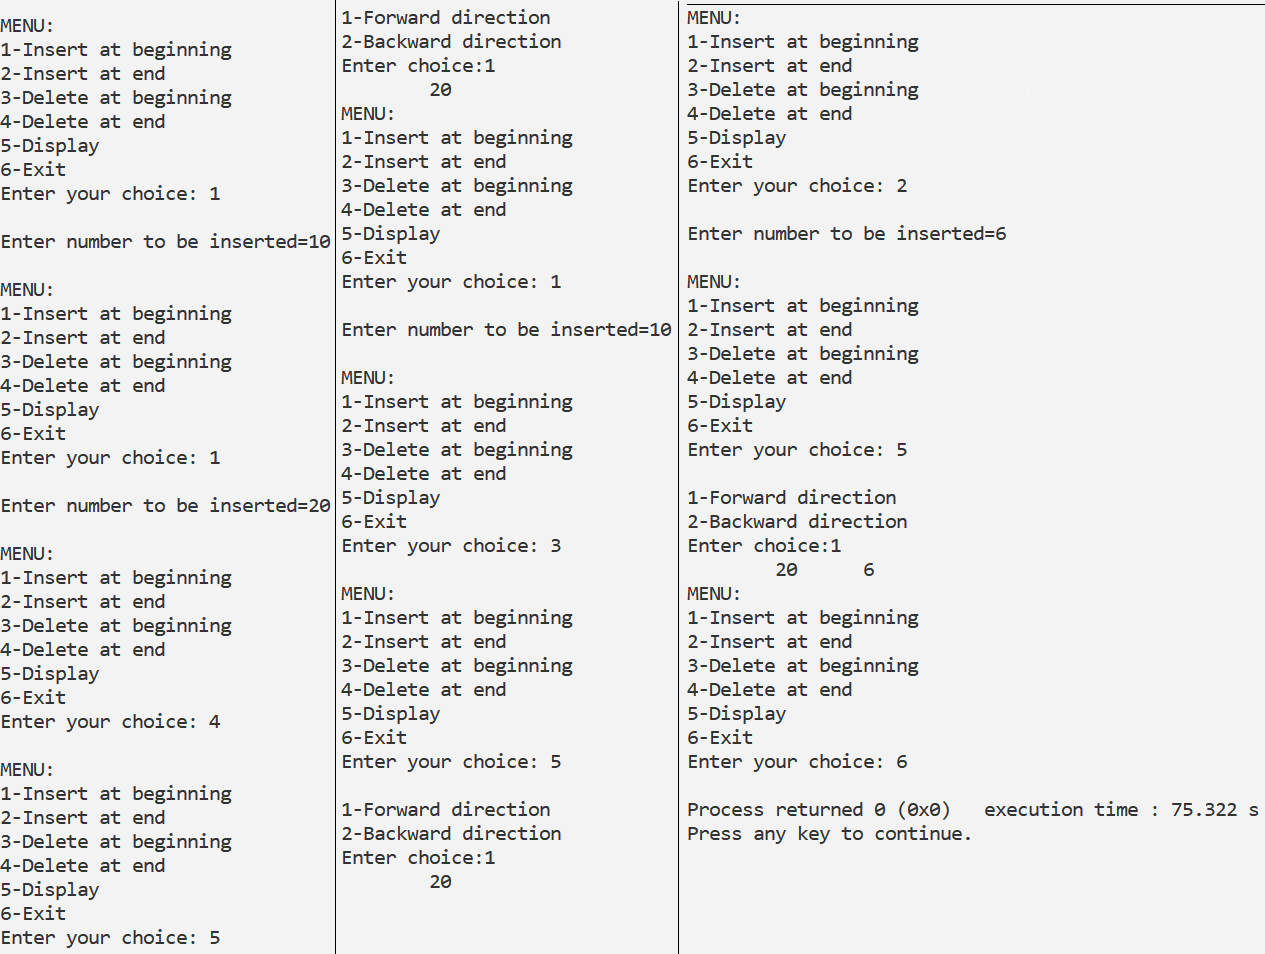 MENU:
1-Insert at beginning
2-Insert at end
3-Delete at beginning
4-Delete at end
5-Display
6-Exit
Enter your choice: 1

Enter number to be inserted=10

MENU:
1-Insert at beginning
2-Insert at end
3-Delete at beginning
4-Delete at end
5-Display
6-Exit
Enter your choice: 1

Enter number to be inserted=20

MENU:
1-Insert at beginning
2-Insert at end
3-Delete at beginning
4-Delete at end
5-Display
6-Exit
Enter your choice: 4

MENU:
1-Insert at beginning
2-Insert at end
3-Delete at beginning
4-Delete at end
5-Display
6-Exit
Enter your choice: 5

1-Forward direction
2-Backward direction
Enter choice:1
        20
MENU:
1-Insert at beginning
2-Insert at end
3-Delete at beginning
4-Delete at end
5-Display
6-Exit
Enter your choice: 1

Enter number to be inserted=10

MENU:
1-Insert at beginning
2-Insert at end
3-Delete at beginning
4-Delete at end
5-Display
6-Exit
Enter your choice: 3

MENU:
1-Insert at beginning
2-Insert at end
3-Delete at beginning
4-Delete at end
5-Display
6-Exit
Enter your choice: 5

1-Forward direction
2-Backward direction
Enter choice:1
        20

MENU:
1-Insert at beginning
2-Insert at end
3-Delete at beginning
4-Delete at end
5-Display
6-Exit
Enter your choice: 2

Enter number to be inserted=6

MENU:
1-Insert at beginning
2-Insert at end
3-Delete at beginning
4-Delete at end
5-Display
6-Exit
Enter your choice: 5

1-Forward direction
2-Backward direction
Enter choice:1
        20      6
MENU:
1-Insert at beginning
2-Insert at end
3-Delete at beginning
4-Delete at end
5-Display
6-Exit
Enter your choice: 6

Process returned 0 (0x0)   execution time : 75.322 s
Press any key to continue.